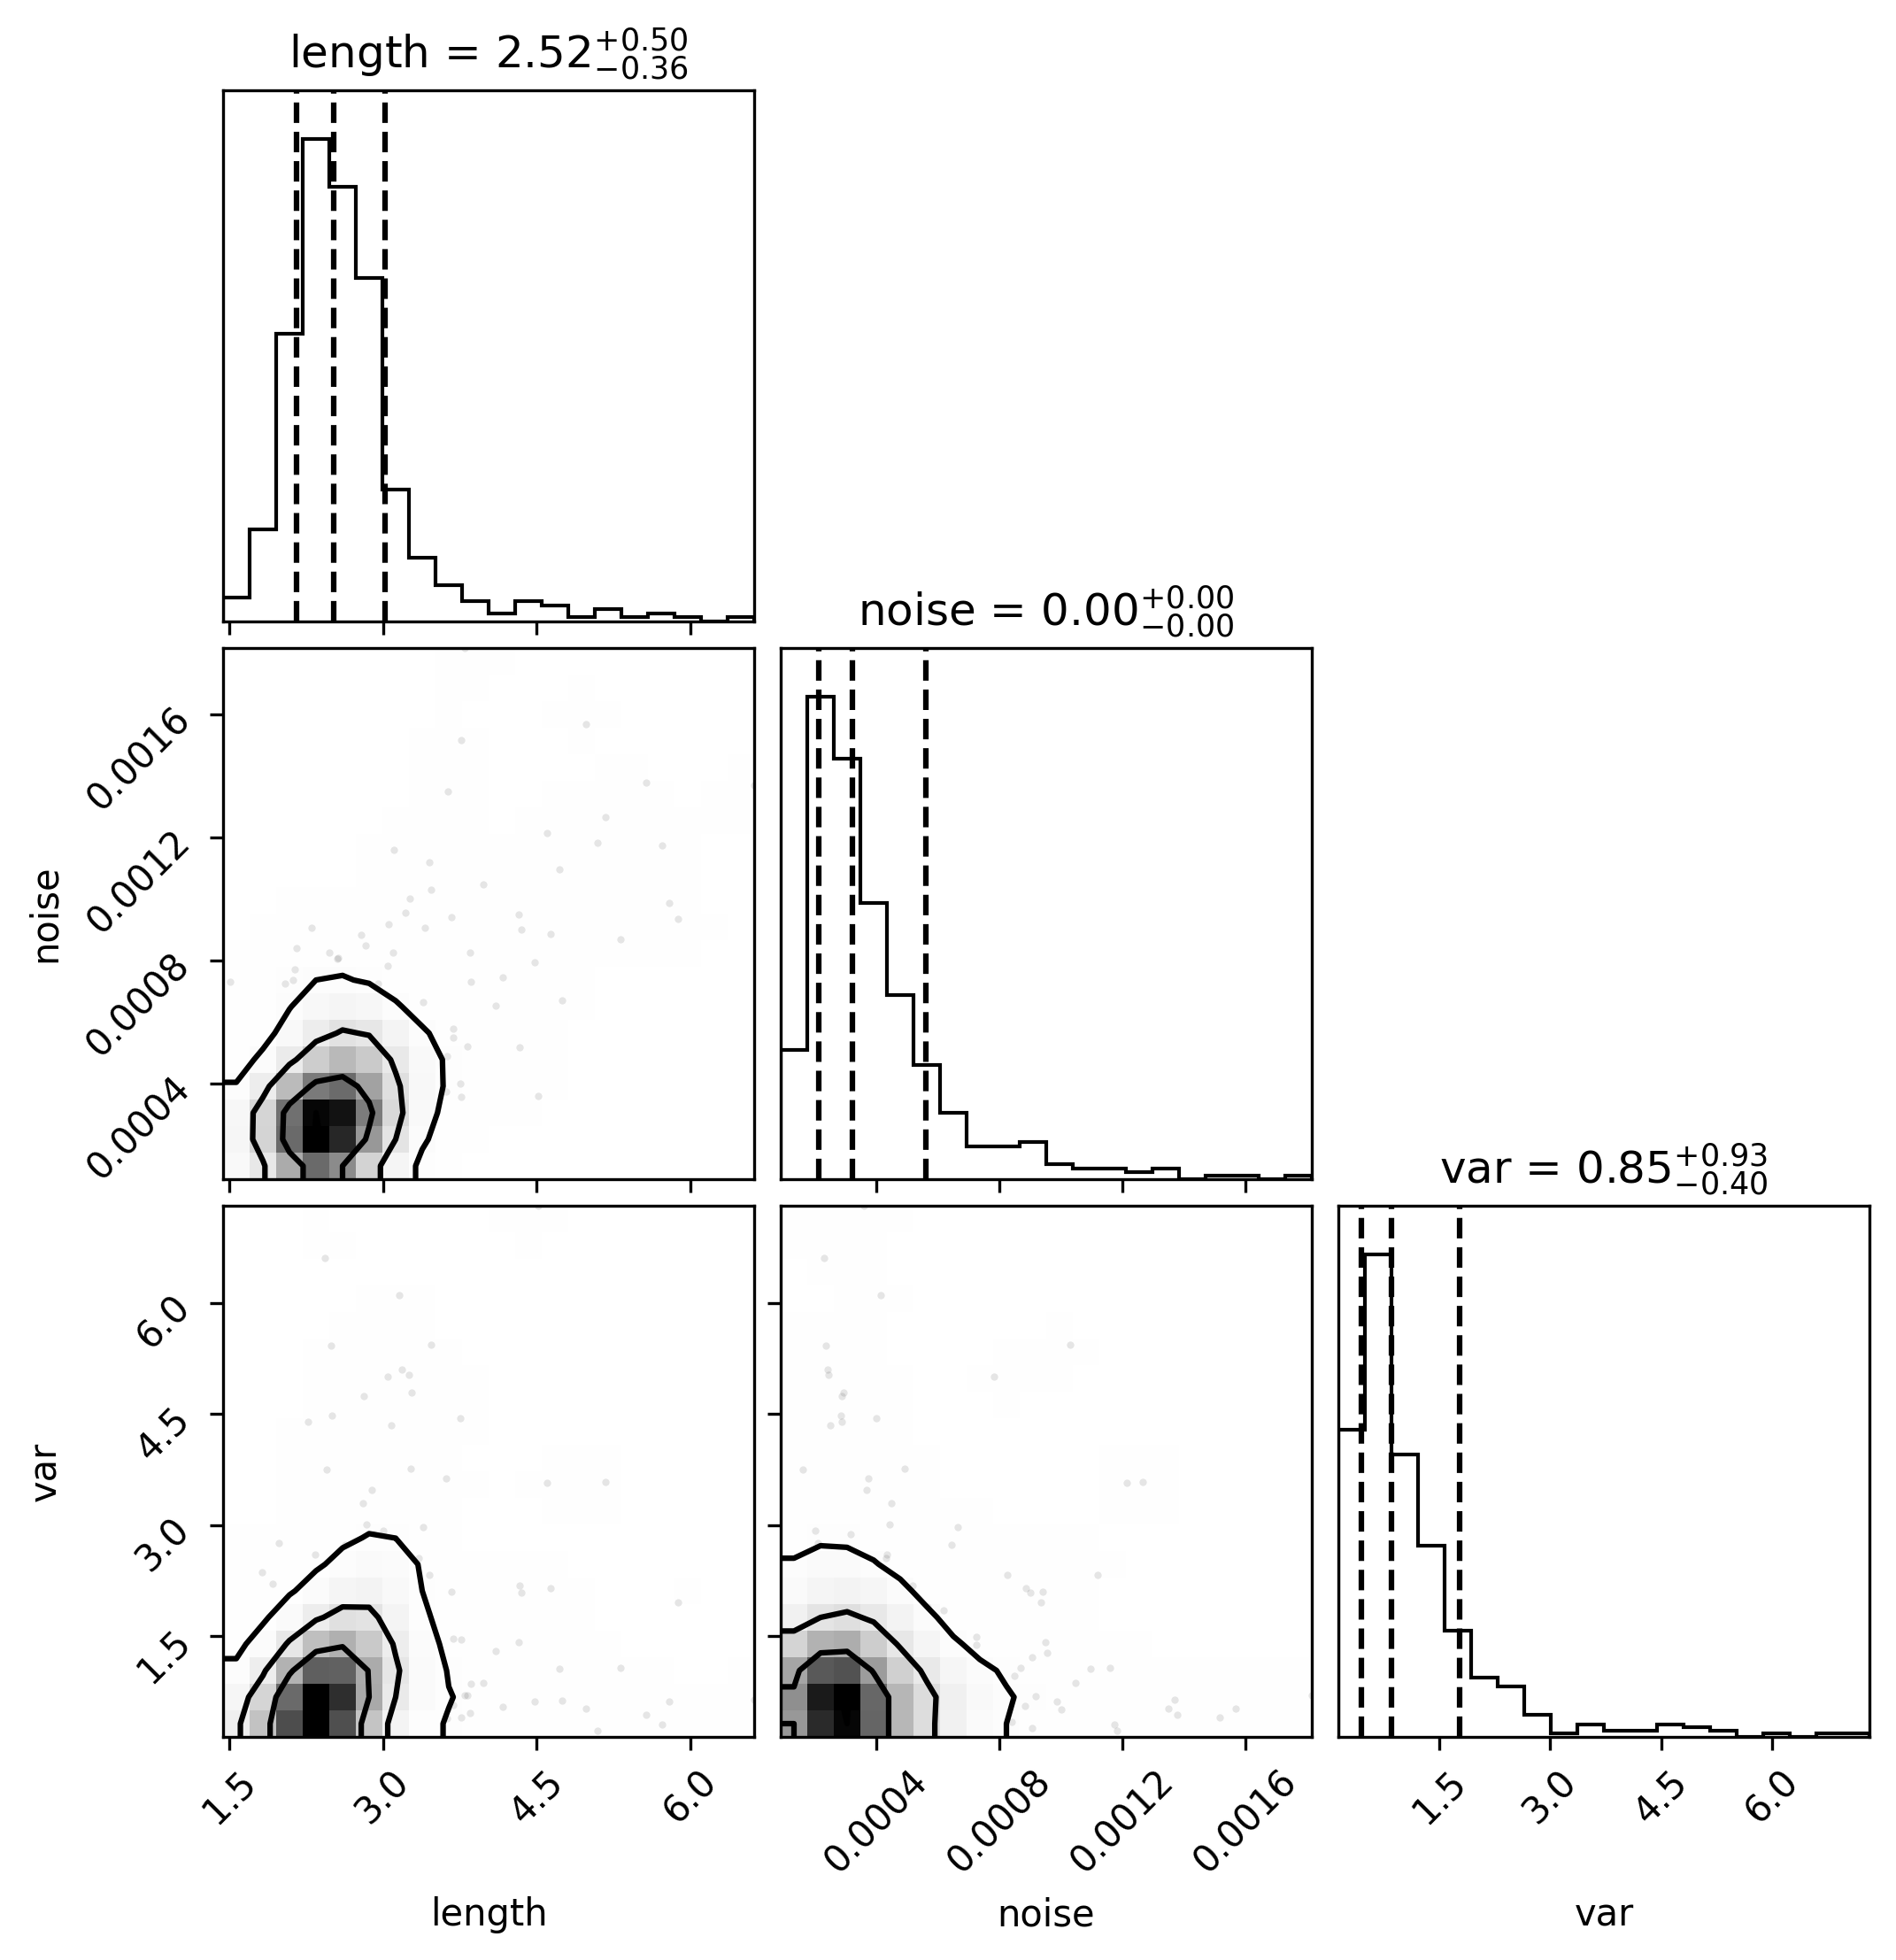 length = 2.52+0.50−0.36
noise = 0.00+0.00−0.00
0.0016
0.0012
0.0008
0.0004
noise
var = 0.85+0.93−0.40
6.0
4.5
3.0
1.5
var
1.5 3.0 4.5 6.0
0.0004 0.0008 0.0012 0.0016
1.5 3.0 4.5 6.0
length
noise
var